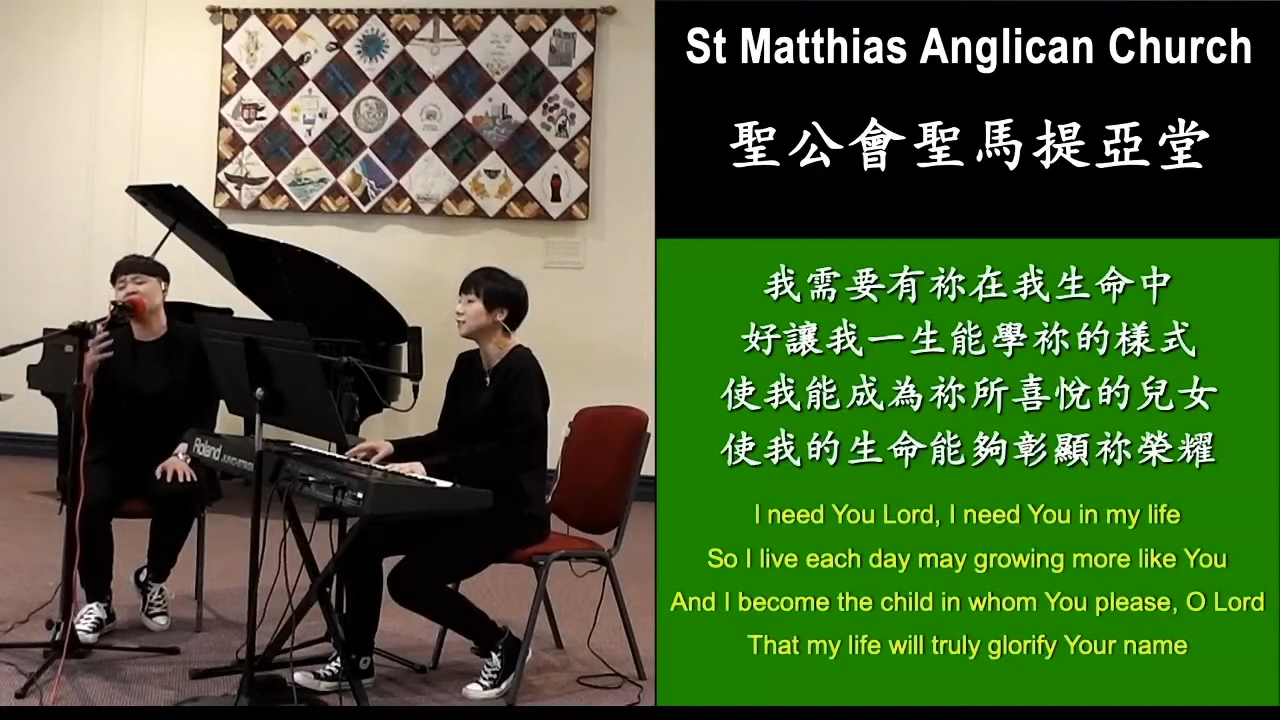 St Matthias Anglican Church
聖公會聖馬提亞堂
我需要有祢在我生命中
好讓我一生能學祢的樣式
使我能成為祢所喜悅的兒女
使我的生命能夠彰顯祢榮耀
I need You Lord, I need You in my life
So I live each day may growing more like You
And I become the child in whom You please, O Lord
That my life will truly glorify Your name
Roland